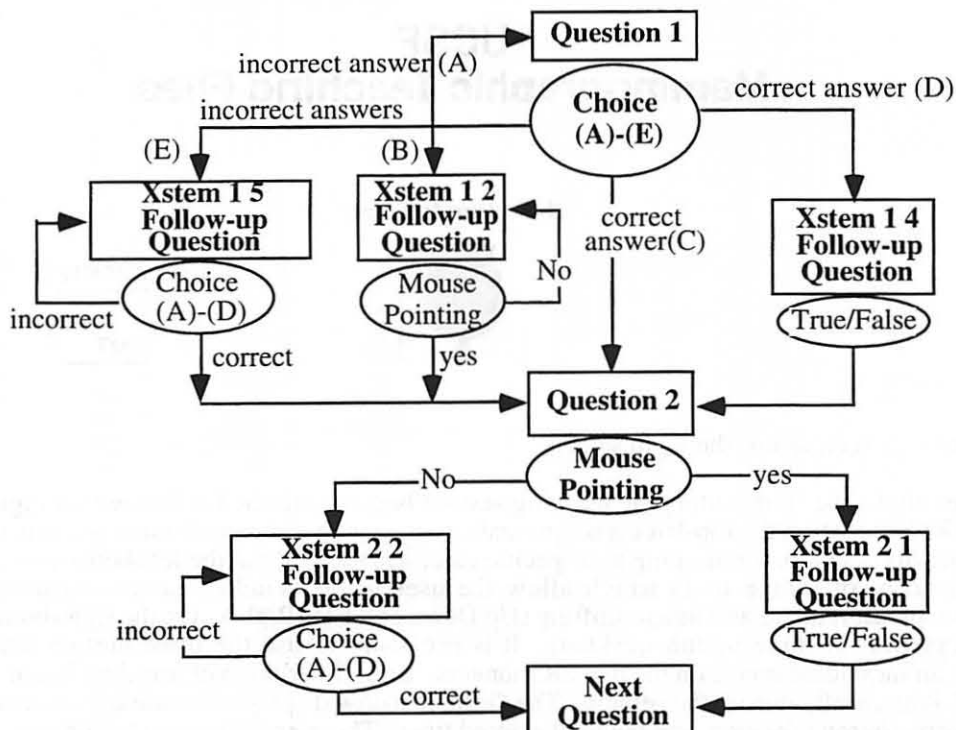 Question 1
incorrect answer (A)
Choice
(A)-(E)
correct answer (D)
incorrect answers
(E)
(B)
Xstem 1 5
Follow-up
Question
Xstem 1 2
Follow-up
Question
correct
answer(C)
Xstem 1 4
Follow-up
Question
No
Choice
(A)-(D)
Mouse
Pointing
incorrect
True/False
correct
yes
Question 2
Mouse
Pointing
No
yes
Xstem 2 2
Follow-up
Question
Xstem 2 1
Follow-up
Question
incorrect
Choice
(A)-(D)
True/False
correct
Next
Question